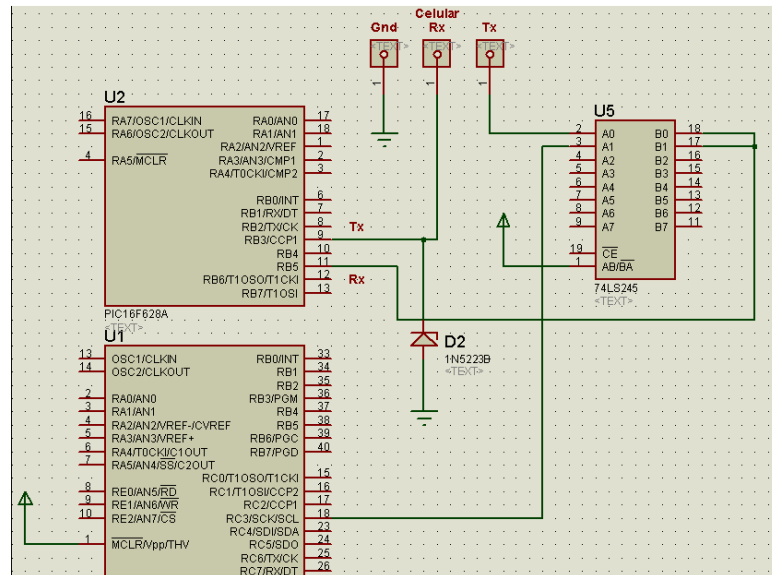 Celular
Gnd Rx Tx
<TEXT> <TEXT> <TEXT>
1 1 1
U2
16 RA7/OSC1/CLKIN RA0/AN0 17
15 RA6/OSC2/CLKOUT RA1/AN1 18
RA2/AN2/VREF 1
4 RA5/MCLR RA3/AN3/CMP1 2
RA4/T0CKI/CMP2 3
RB0/INT 6
RB1/RX/DT 7
RB2/TX/CK 8 Tx
RB3/CCP1 9
RB4 10
RB5 11
RB6/T1OSO/T1CKI 12 Rx
RB7/T1OSI 13
PIC16F628A
<TEXT>
U5
2 A0 B0 18
3 A1 B1 17
4 A2 B2 16
5 A3 B3 15
6 A4 B4 14
7 A5 B5 13
8 A6 B6 12
9 A7 B7 11
19 CE
1 AB/BA
74LS245
<TEXT>
D2
1N5223B
<TEXT>
U1
13 OSC1/CLKIN RB0/INT 33
14 OSC2/CLKOUT RB1 34
RB2 35
2 RA0/AN0 RB3/PGM 36
3 RA1/AN1 RB4 37
4 RA2/AN2/VREF-/CVREF RB5 38
5 RA3/AN3/VREF+ RB6/PGC 39
6 RA4/T0CKI/C1OUT RB7/PGD 40
7 RA5/AN4/SS/C2OUT
RC0/T1OSO/T1CKI 15
8 RE0/AN5/RD RC1/T1OSI/CCP2 16
9 RE1/AN6/WR RC2/CCP1 17
10 RE2/AN7/CS RC3/SCK/SCL 18
RC4/SDI/SDA 23
1 MCLR/Vpp/THV RC5/SDO 24
RC6/TX/CK 25
RC7/RX/DT 26